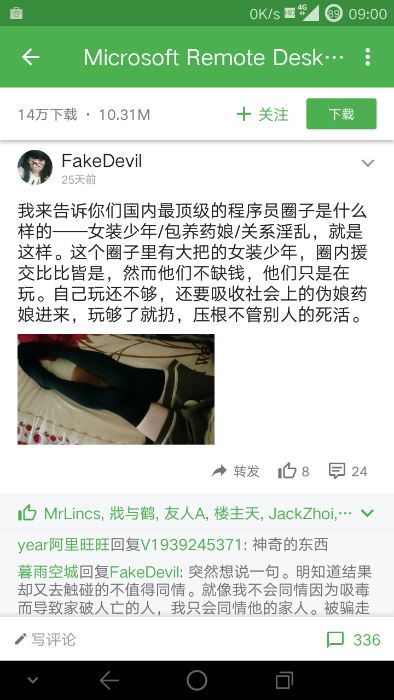 0K/s HD 4G 89 09:00
Microsoft Remote Desk…
14万下载 · 10.31M
关注
下载
FakeDevil
25天前
我来告诉你们国内最顶级的程序员圈子是什么
样的——女装少年/包养药娘/关系淫乱，就是
这样。这个圈子里有大把的女装少年，圈内援
交比比皆是，然而他们不缺钱，他们只是在
玩。自己玩还不够，还要吸收社会上的伪娘药
娘进来，玩够了就扔，压根不管别人的死活。
转发
8
24
MrLincs, 戕与鹤, 友人A, 楼主天, JackZhoi,…
year阿里旺旺回复V1939245371: 神奇的东西
暮雨空城回复FakeDevil: 突然想说一句。明知道结果
却又去触碰的不值得同情。就像我不会同情因为吸毒
而导致家破人亡的人，我只会同情他的家人。被骗走
写评论
336